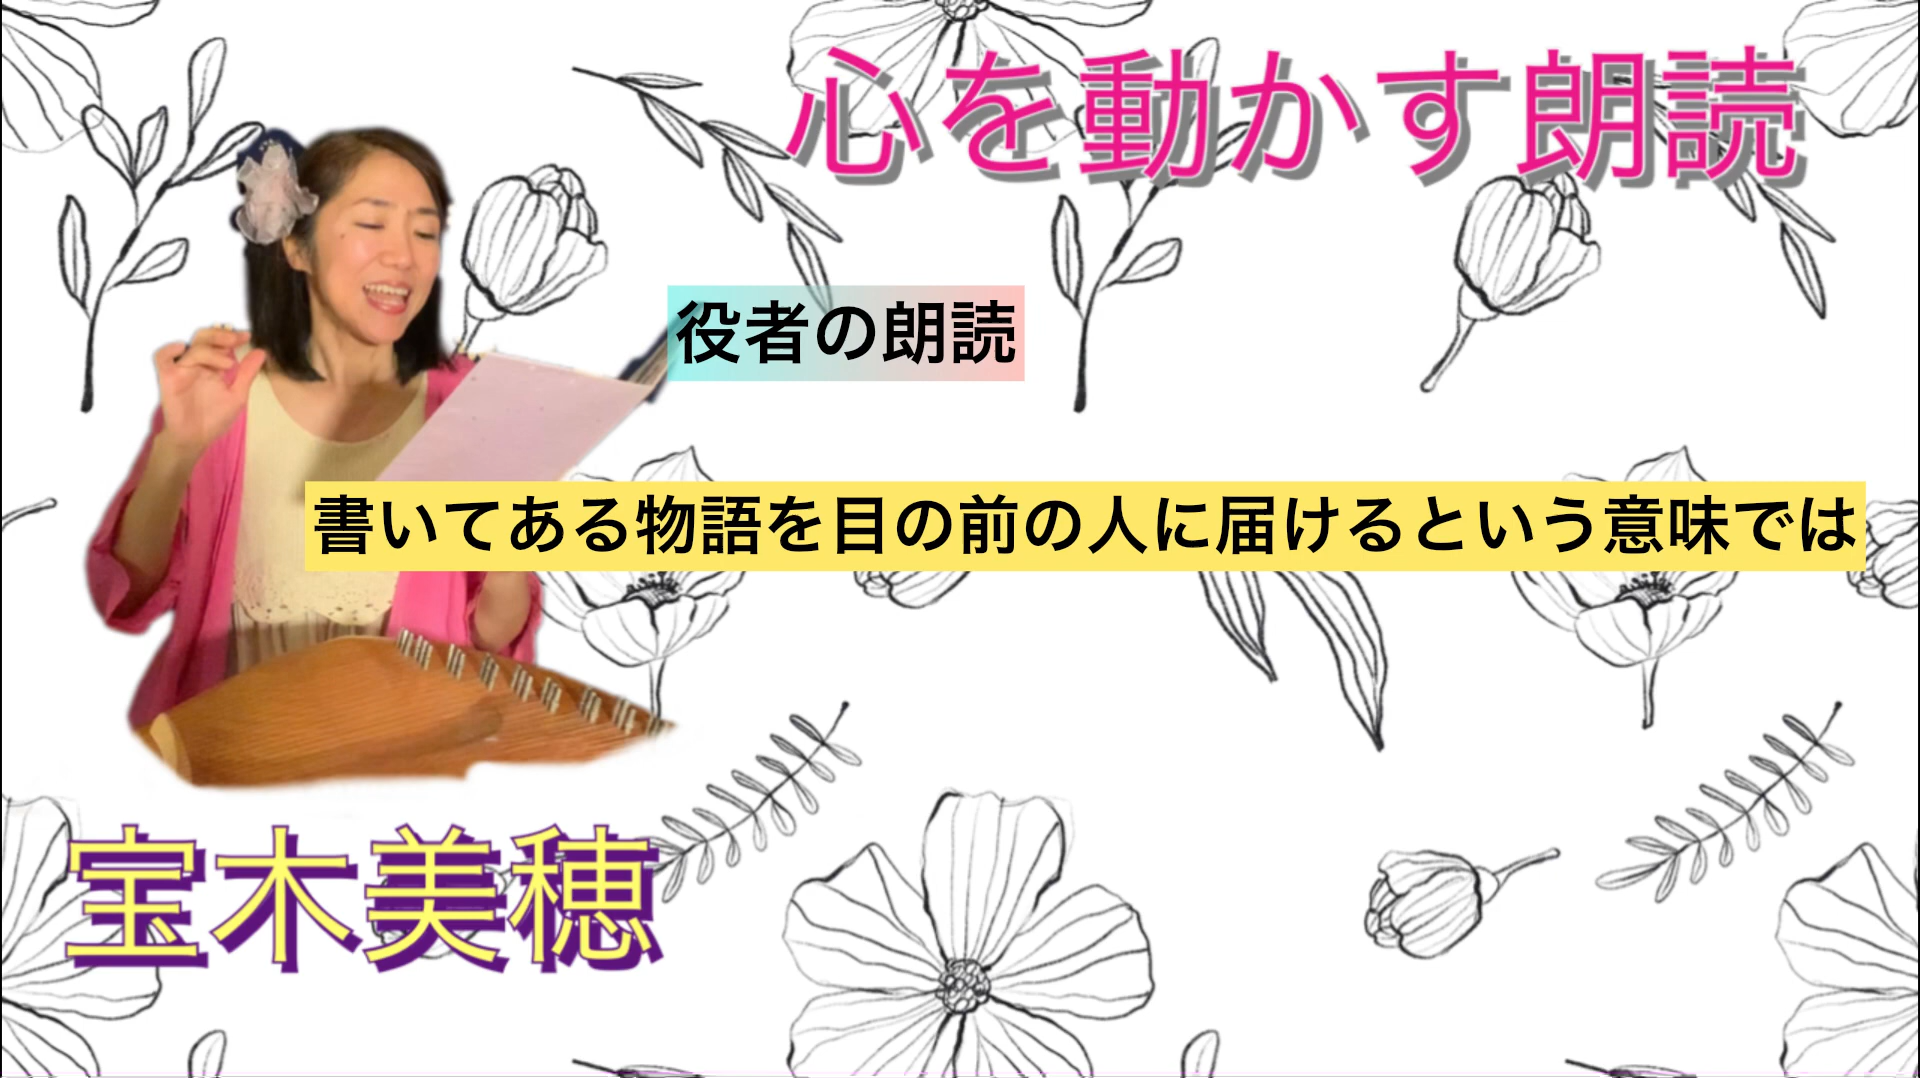 心を動かす朗読
役者の朗読
書いてある物語を目の前の人に届けるという意味では
宝木美穂